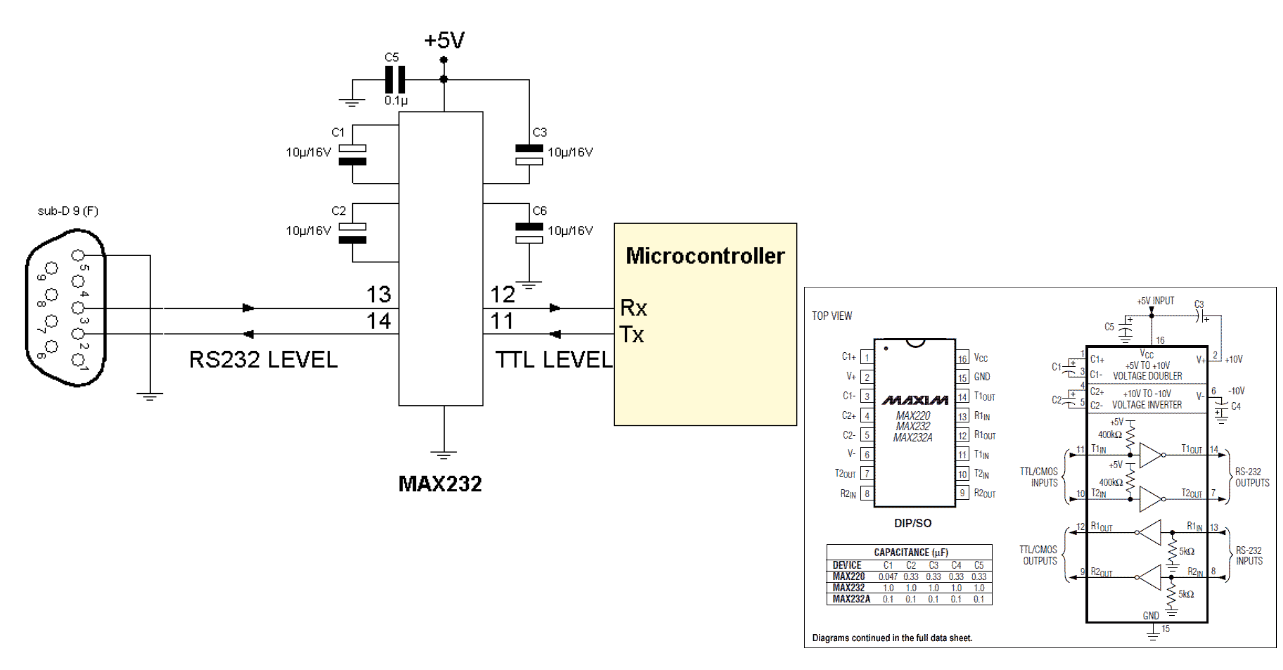 +5V
C5
0.1µ
C1
10µ/16V
C3
10µ/16V
C2
10µ/16V
C6
10µ/16V
sub-D 9 (F)
5
9
4
8
3
7
2
6
1
13
12
14
11
RS232 LEVEL
TTL LEVEL
MAX232
Microcontroller
Rx
Tx
TOP VIEW
C1+ 1
V+ 2
C1- 3
C2+ 4
C2- 5
V- 6
T2OUT 7
R2IN 8
16 VCC
15 GND
14 T1OUT
13 R1IN
12 R1OUT
11 T1IN
10 T2IN
9 R2OUT
MAXIM
MAX220
MAX232
MAX232A
DIP/SO
CAPACITANCE (µF)
DEVICE C1 C2 C3 C4 C5
MAX220 0.047 0.33 0.33 0.33 0.33
MAX232 1.0 1.0 1.0 1.0 1.0
MAX232A 0.1 0.1 0.1 0.1 0.1
Diagrams continued in the full data sheet.
+5V INPUT
C3
C5
16
VCC
1 C1+
C1
3 C1-
+5V TO +10V
VOLTAGE DOUBLER
V+ 2 +10V
4 C2+
C2
5 C2-
+10V TO -10V
VOLTAGE INVERTER
V- 6 -10V
C4
+5V
400kΩ
11 T1IN
T1OUT 14
+5V
400kΩ
10 T2IN
T2OUT 7
TTL/CMOS
INPUTS
RS-232
OUTPUTS
12 R1OUT
R1IN 13
5kΩ
9 R2OUT
R2IN 8
5kΩ
TTL/CMOS
OUTPUTS
RS-232
INPUTS
GND
15